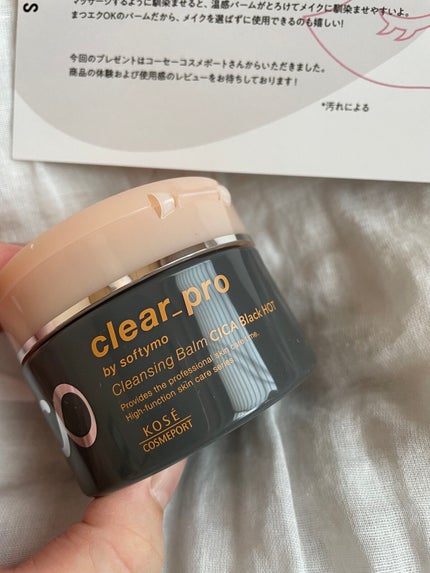 S
マッサージするように馴染ませると、温感バームがとろけてメイクに馴染ませやすいよ。
まつエクOKのバームだから、メイクを選ばずに使用できるのも嬉しい!
今回のプレゼントはコーセーコスメポートさんからいただきました。
商品の体験および使用感のレビューをお待ちしております!
*汚れによる
clear_pro
by softymo
Cleansing Balm CICA Black HOT
Provides the professional skin care line.
High-function skin care series
KOSÉ
COSMEPORT